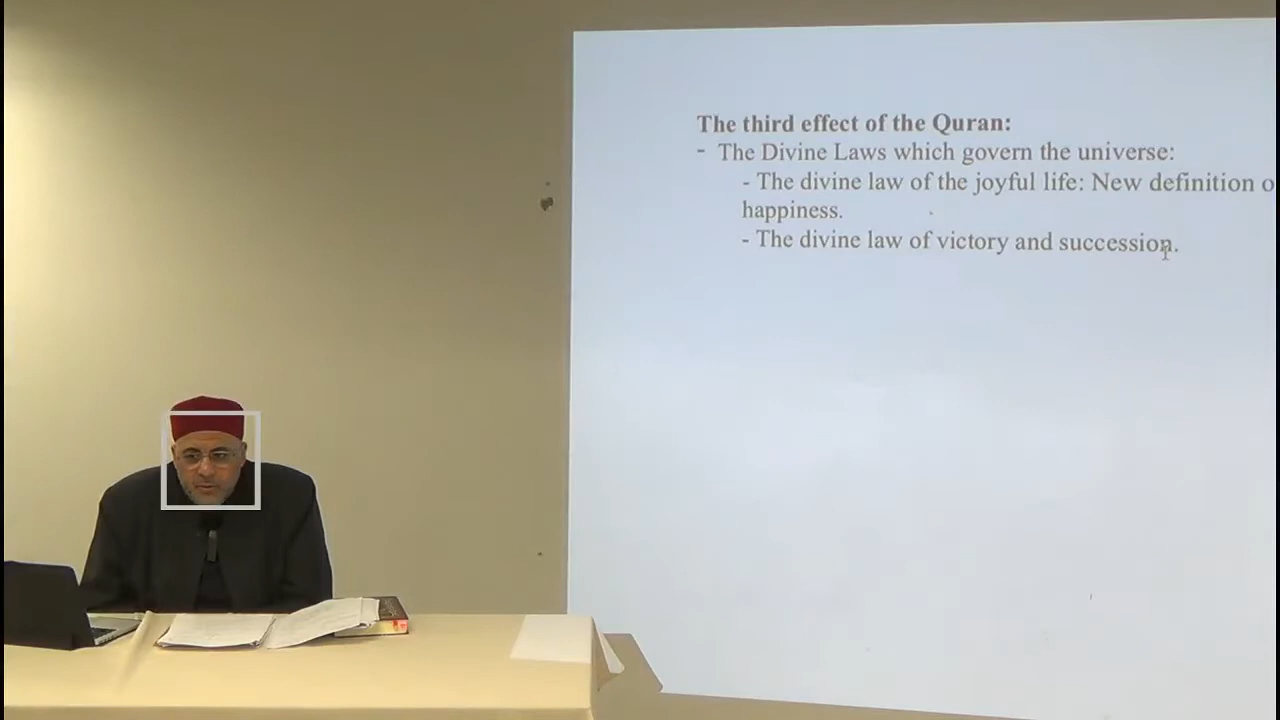 The third effect of the Quran:
- The Divine Laws which govern the universe:
- The divine law of the joyful life: New definition o
happiness.
- The divine law of victory and succession.